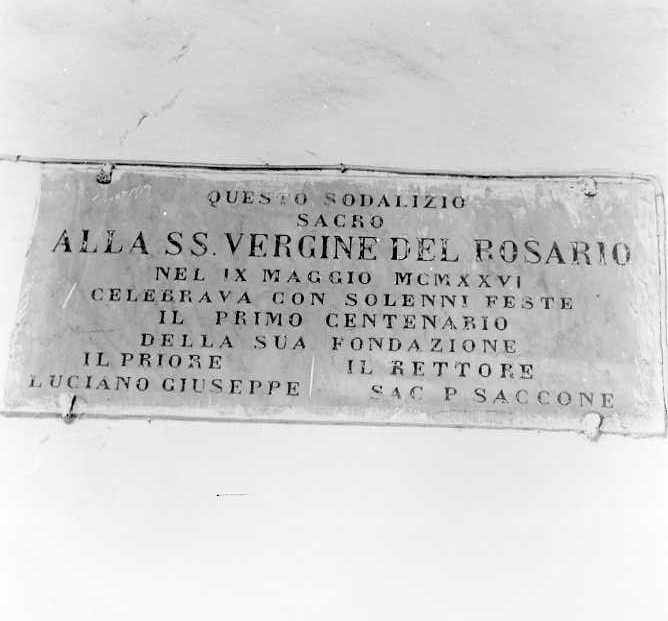 QUESTO SODALIZIO
SACRO
ALLA SS. VERGINE DEL ROSARIO
NEL IX MAGGIO MCMXXVI
CELEBRAVA CON SOLENNI FESTE
IL PRIMO CENTENARIO
DELLA SUA FONDAZIONE
IL PRIORE IL RETTORE
LUCIANO GIUSEPPE SAC P SACCONE